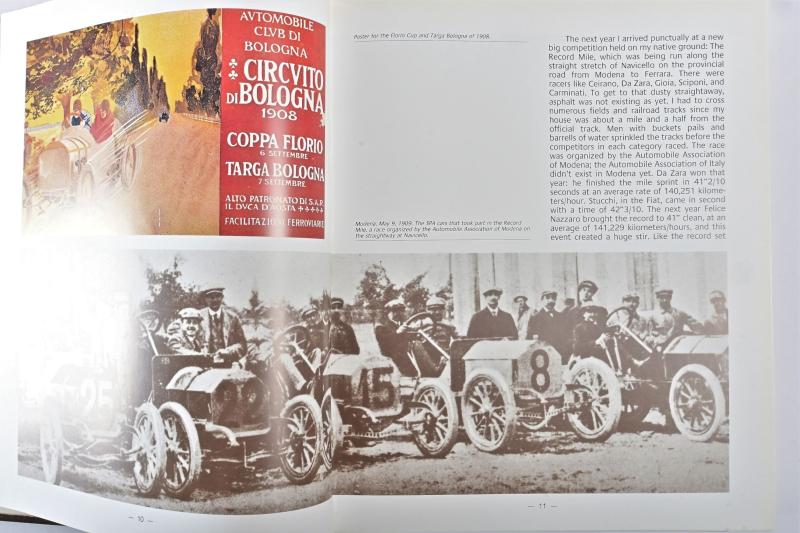 AVTOMOBILE
CLVB DI
BOLOGNA
CIRCVITO
DI BOLOGNA
1908
COPPA FLORIO
6 SETTEMBRE
TARGA BOLOGNA
7 SETTEMBRE
ALTO PATRONATO DI S.A.R.
IL DVCA D'AOSTA
FACILITAZIONI FERROVIARIE
Poster for the Florio Cup and Targa Bologna of 1908.
Modena, May 9, 1909. The SPA cars that took part in the Record
Mile, a race organized by the Automobile Association of Modena on
the straightway at Navicello.
The next year I arrived punctually at a new
big competition held on my native ground: The
Record Mile, which was being run along the
straight stretch of Navicello on the provincial
road from Modena to Ferrara. There were
racers like Ceirano, Da Zara, Gioia, Sciponi, and
Carminati. To get to that dusty straightaway,
asphalt was not existing as yet, I had to cross
numerous fields and railroad tracks since my
house was about a mile and a half from the
official track. Men with buckets pails and
barrells of water sprinkled the tracks before the
competitors in each category raced. The race
was organized by the Automobile Association
of Modena; the Automobile Association of Italy
didn't exist in Modena yet. Da Zara won that
year: he finished the mile sprint in 41"2/10
seconds at an average rate of 140,251 kilome-
ters/hour. Stucchi, in the Fiat, came in second
with a time of 42"3/10. The next year Felice
Nazzaro brought the record to 41" clean, at an
average of 141,229 kilometers/hours, and this
event created a huge stir. Like the record set
25
22
15
8
— 10 —
— 11 —